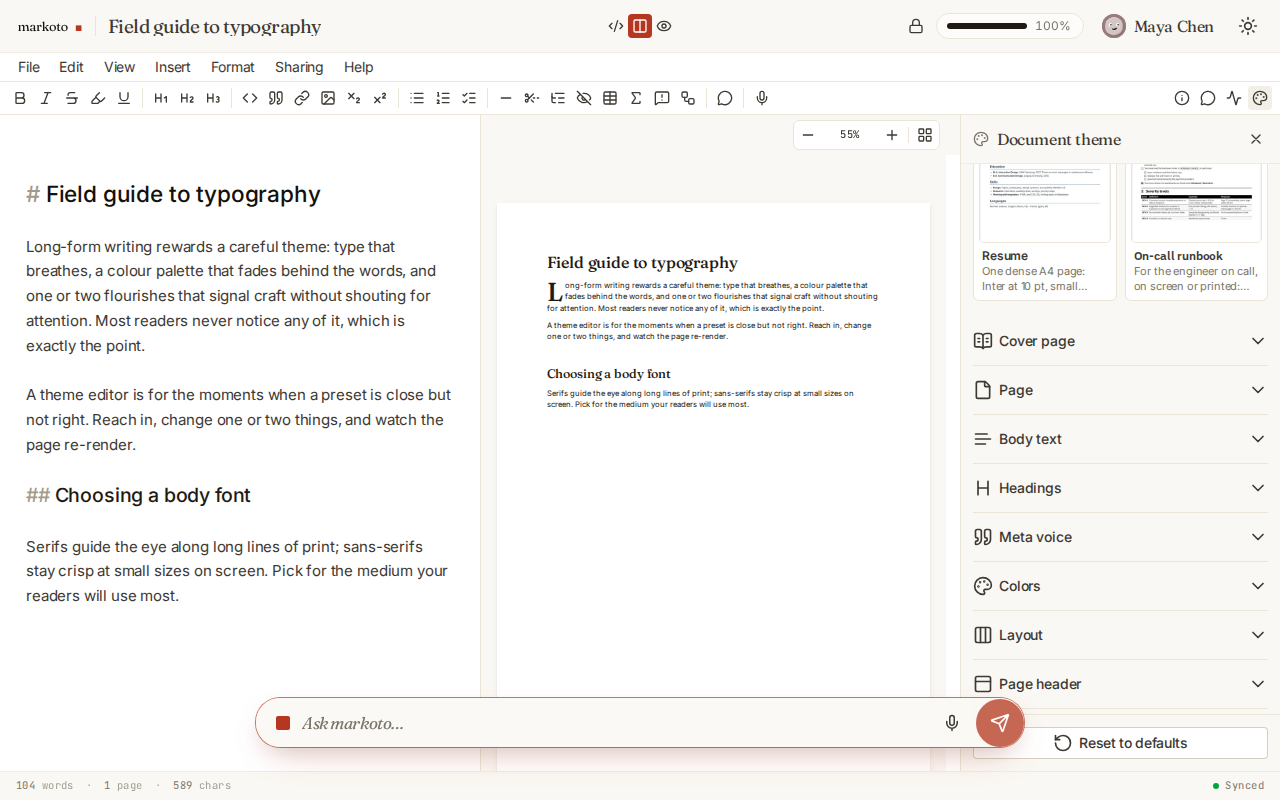 markoto
Field guide to typography
100%
Maya Chen
File Edit View Insert Format Sharing Help
H1 H2 H3
55%
Document theme
# Field guide to typography
Long-form writing rewards a careful theme: type that
breathes, a colour palette that fades behind the words, and
one or two flourishes that signal craft without shouting for
attention. Most readers never notice any of it, which is
exactly the point.
A theme editor is for the moments when a preset is close but
not right. Reach in, change one or two things, and watch the
page re-render.
## Choosing a body font
Serifs guide the eye along long lines of print; sans-serifs
stay crisp at small sizes on screen. Pick for the medium your
readers will use most.
Field guide to typography
Long-form writing rewards a careful theme: type that breathes, a colour palette that
fades behind the words, and one or two flourishes that signal craft without shouting
for attention. Most readers never notice any of it, which is exactly the point.
A theme editor is for the moments when a preset is close but not right. Reach in, change
one or two things, and watch the page re-render.
Choosing a body font
Serifs guide the eye along long lines of print; sans-serifs stay crisp at small sizes on
screen. Pick for the medium your readers will use most.
Resume
One dense A4 page:
Inter at 10 pt, small...
On-call runbook
For the engineer on call,
on screen or printed:...
Cover page
Page
Body text
Headings
Meta voice
Colors
Layout
Page header
Reset to defaults
Ask markoto...
104 words · 1 page · 589 chars
Synced